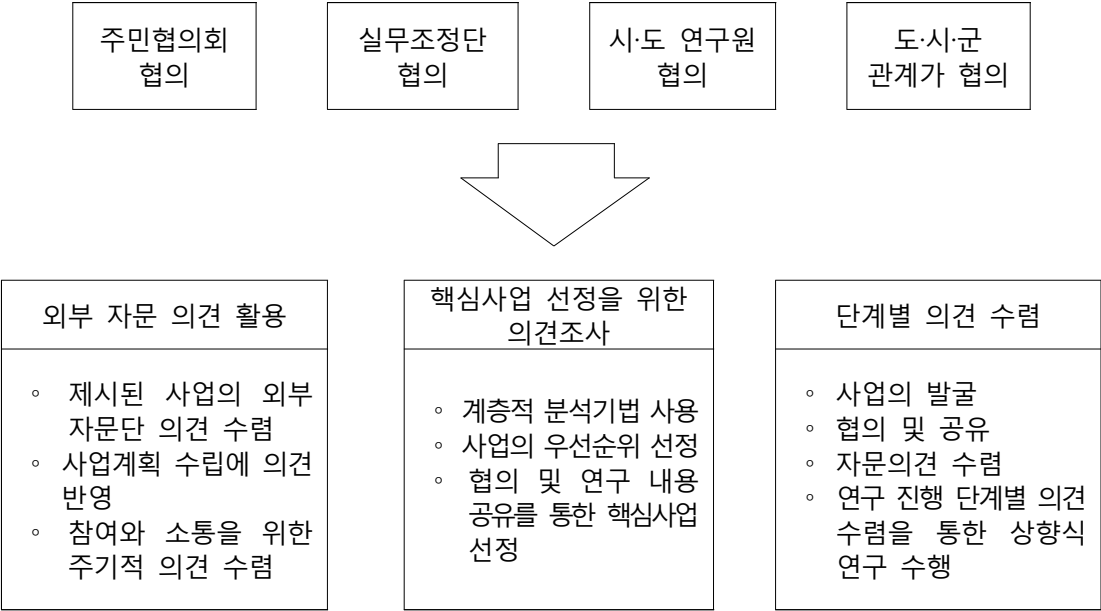 주민협의회
협의
실무조정단
협의
시·도 연구원
협의
도·시·군
관계가 협의
외부 자문 의견 활용
◦ 제시된 사업의 외부
자문단 의견 수렴
◦ 사업계획 수립에 의견
반영
◦ 참여와 소통을 위한
주기적 의견 수렴
핵심사업 선정을 위한
의견조사
◦ 계층적 분석기법 사용
◦ 사업의 우선순위 선정
◦ 협의 및 연구 내용
공유를 통한 핵심사업
선정
단계별 의견 수렴
◦ 사업의 발굴
◦ 협의 및 공유
◦ 자문의견 수렴
◦ 연구 진행 단계별 의견
수렴을 통한 상향식
연구 수행